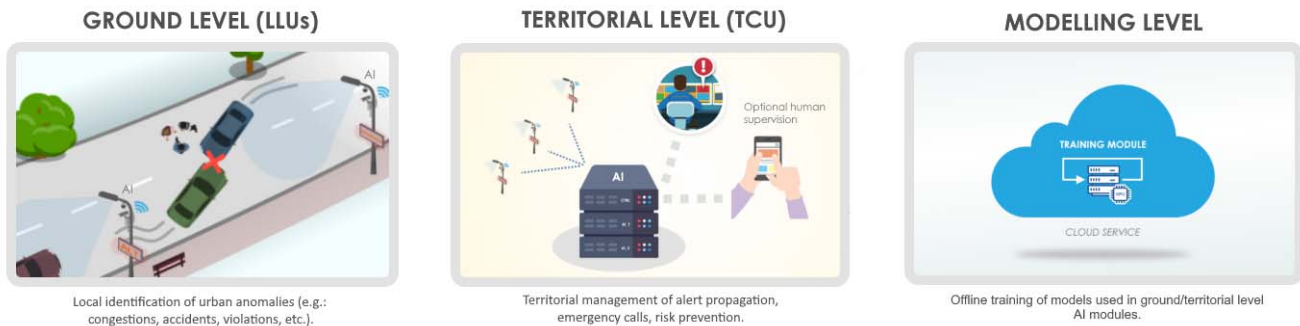 GROUND LEVEL (LLUs)
AI
AI
Local identification of urban anomalies (e.g.:
congestions, accidents, violations, etc.).
TERRITORIAL LEVEL (TCU)
Optional human
supervision
AI
Territorial management of alert propagation,
emergency calls, risk prevention.
MODELLING LEVEL
TRAINING MODULE
CLOUD SERVICE
Offline training of models used in ground/territorial level
AI modules.